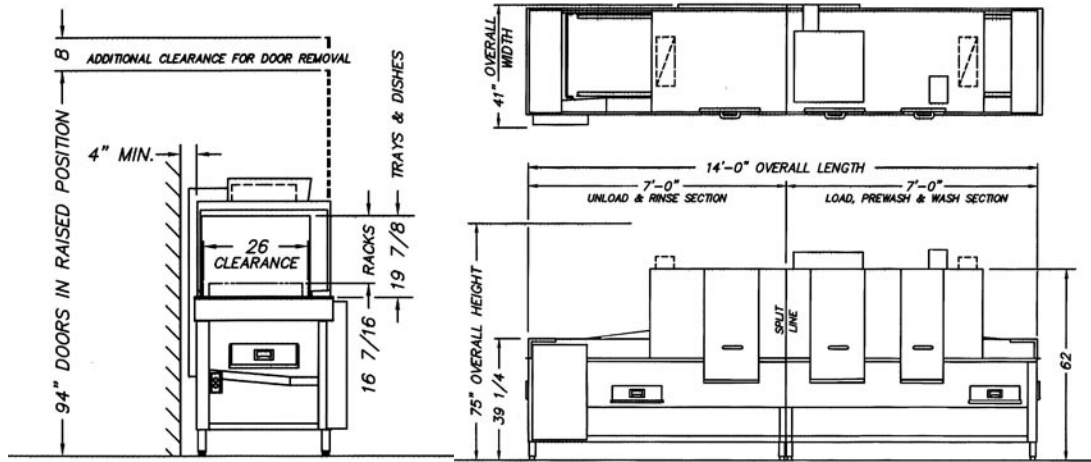 8
ADDITIONAL CLEARANCE FOR DOOR REMOVAL
94" DOORS IN RAISED POSITION
4" MIN.
TRAYS & DISHES
19 7/8
RACKS
16 7/16
26
CLEARANCE
41" OVERALL
WIDTH
14'-0" OVERALL LENGTH
7'-0"
UNLOAD & RINSE SECTION
7'-0"
LOAD, PREWASH & WASH SECTION
75" OVERALL HEIGHT
39 1/4
SPLIT
LINE
62